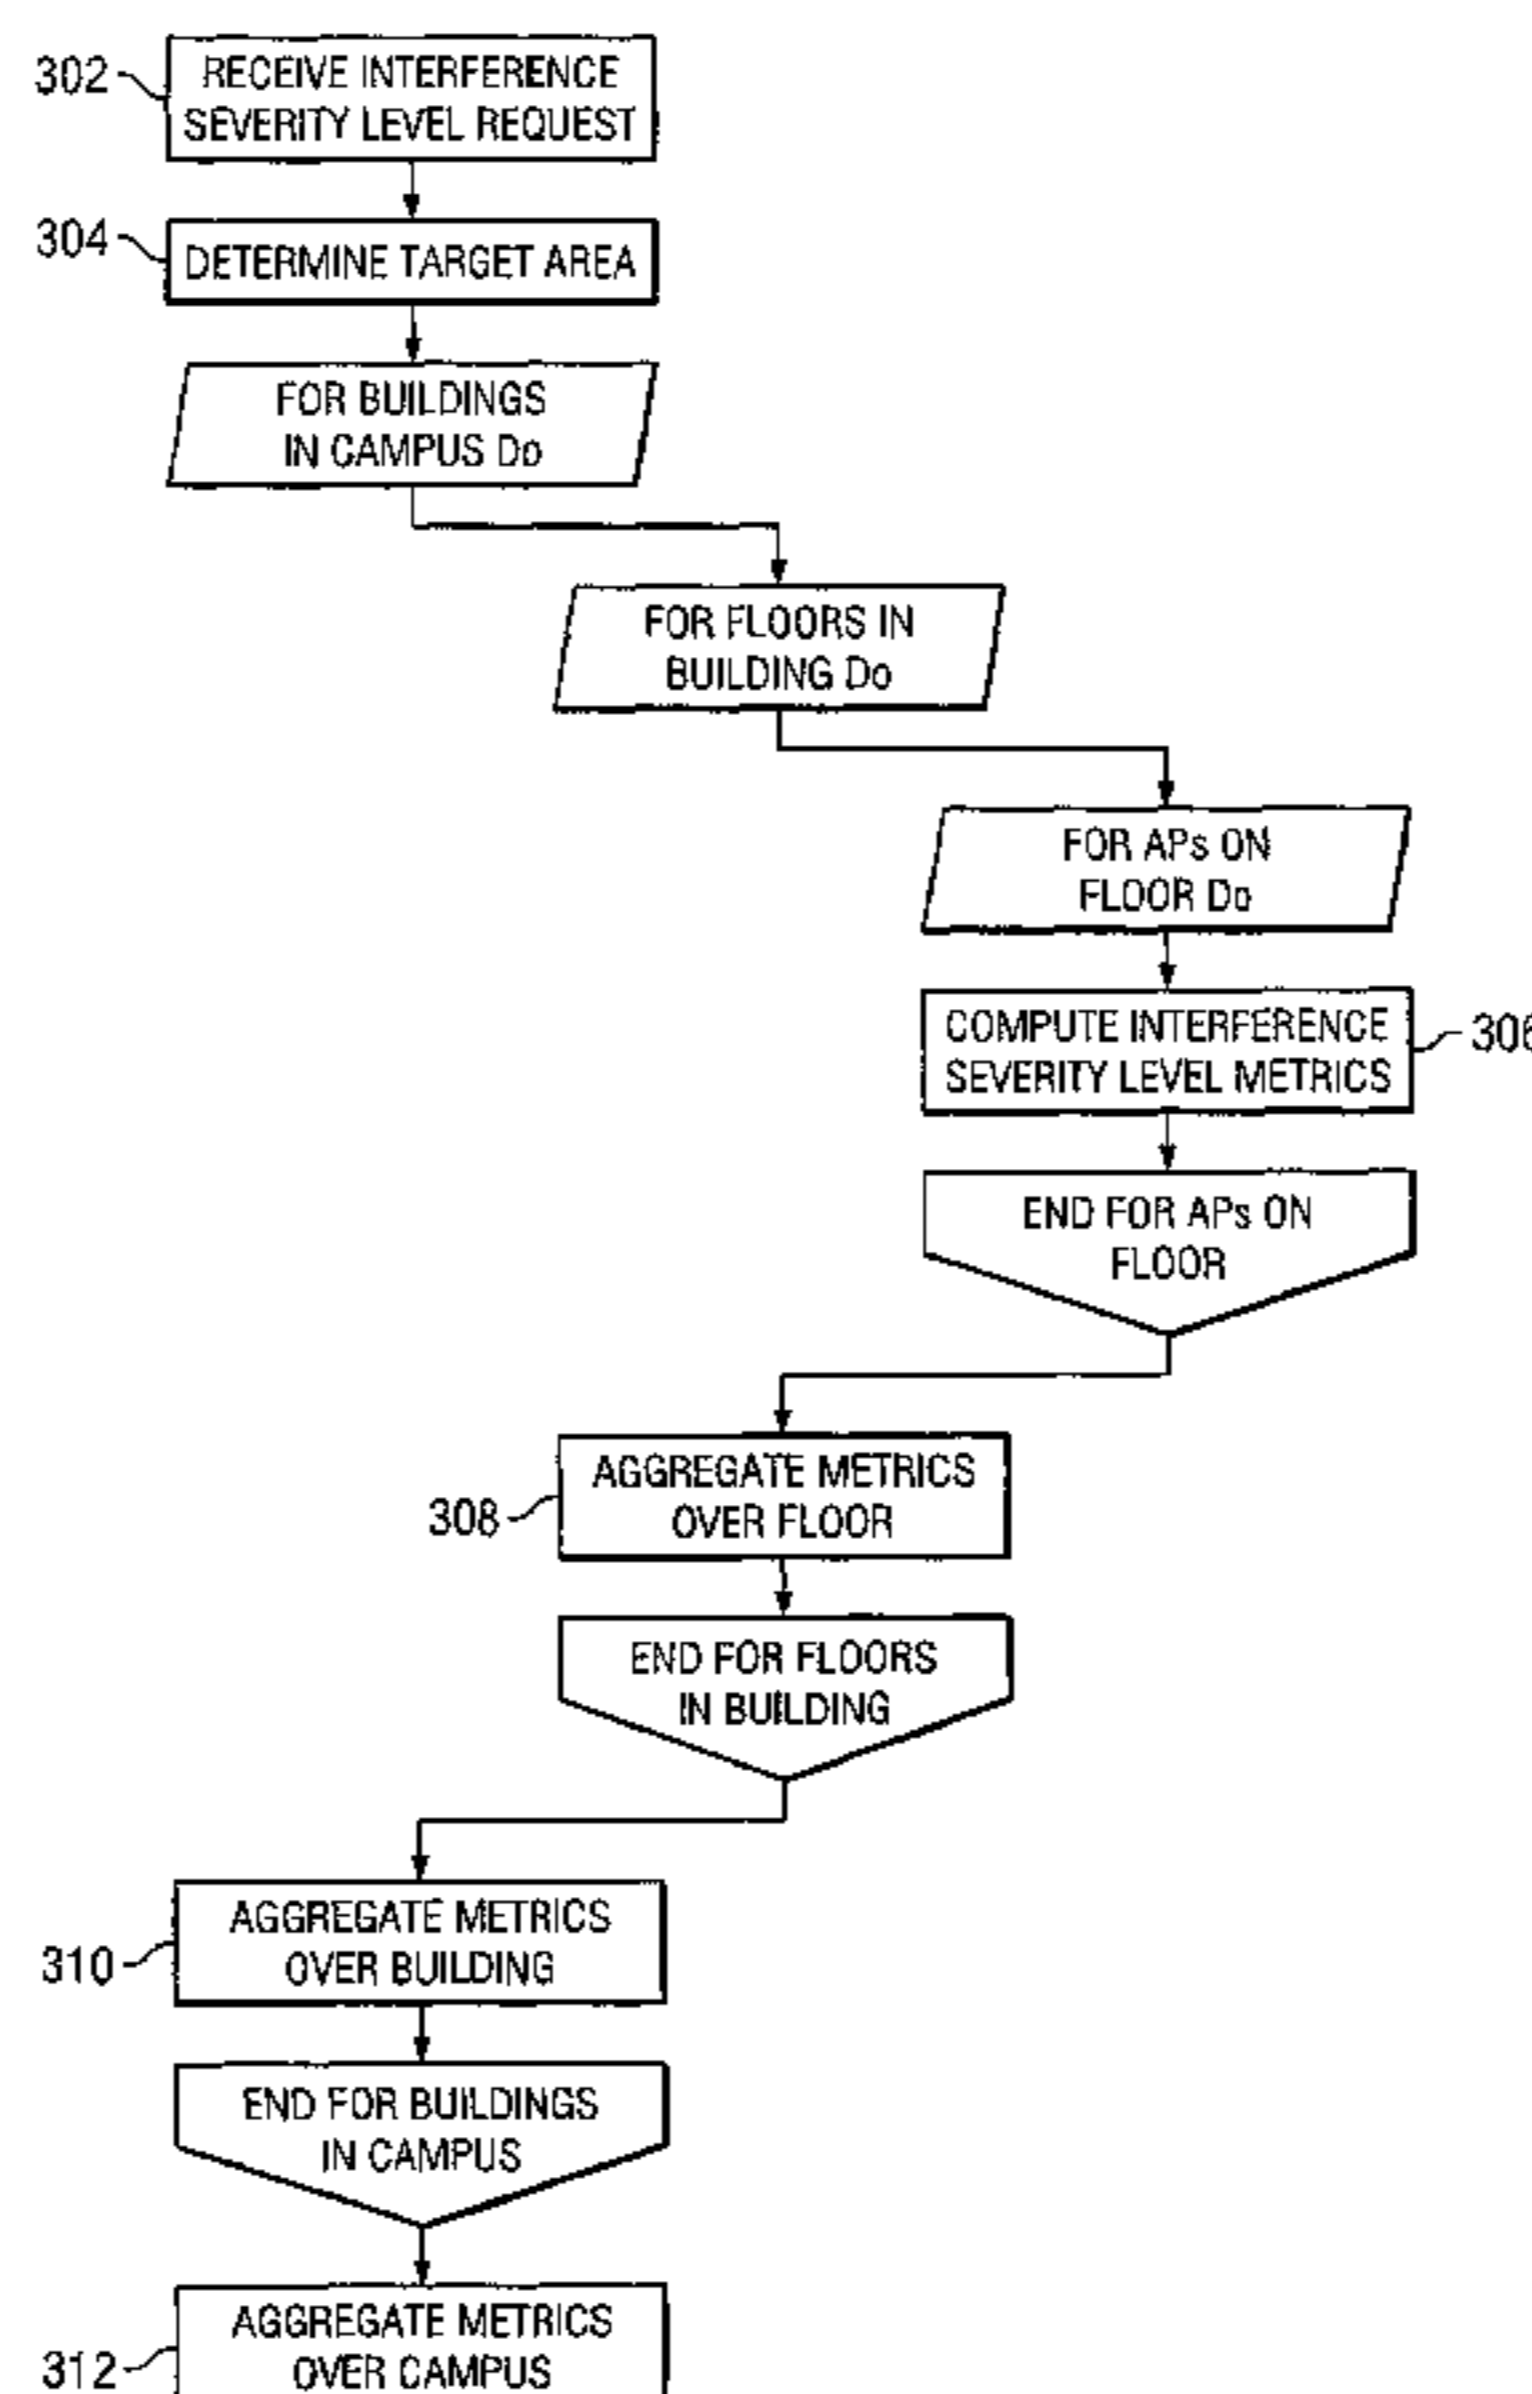 302
RECEIVE INTERFERENCE
SEVERITY LEVEL REQUEST
304
DETERMINE TARGET AREA
FOR BUILDINGS
IN CAMPUS Do
FOR FLOORS IN
BUILDING Do
FOR APs ON
FLOOR Do
COMPUTE INTERFERENCE
SEVERITY LEVEL METRICS
306
END FOR APs ON
FLOOR
308
AGGREGATE METRICS
OVER FLOOR
END FOR FLOORS
IN BUILDING
310
AGGREGATE METRICS
OVER BUILDING
END FOR BUILDINGS
IN CAMPUS
312
AGGREGATE METRICS
OVER CAMPUS